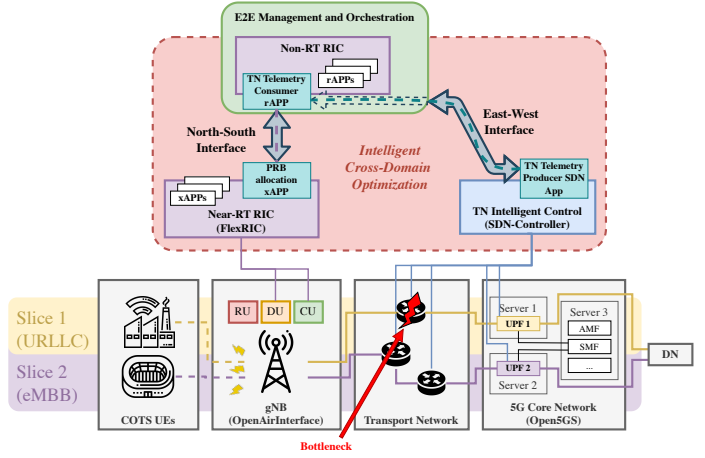 E2E Management and Orchestration
Non-RT RIC
rAPPs
TN Telemetry
Consumer
rAPP
North-South
Interface
East-West
Interface
Intelligent
Cross-Domain
Optimization
PRB
allocation
xAPP
xAPPs
Near-RT RIC
(FlexRIC)
TN Telemetry
Producer SDN
App
TN Intelligent Control
(SDN-Controller)
Slice 1
(URLLC)
Slice 2
(eMBB)
COTS UEs
RU
DU
CU
gNB
(OpenAirInterface)
Transport Network
Bottleneck
Server 1
UPF 1
UPF 2
Server 2
Server 3
AMF
SMF
...
5G Core Network
(Open5GS)
DN